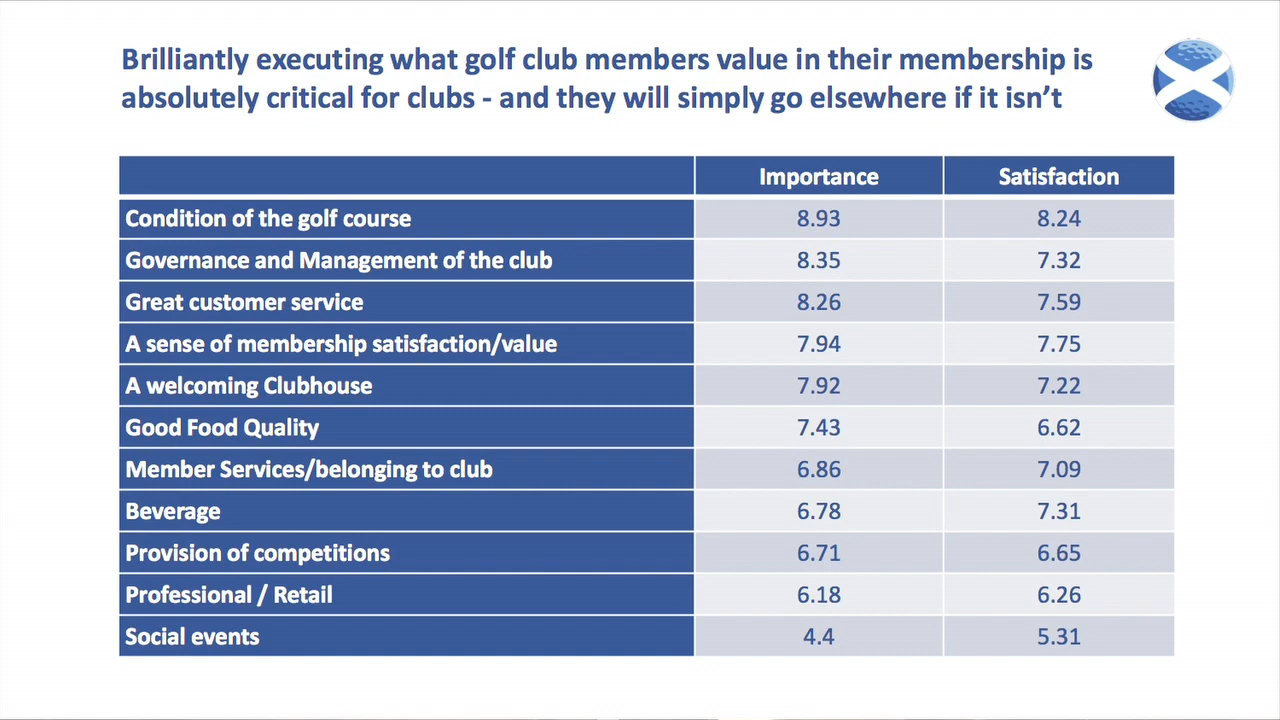 Brilliantly executing what golf club members value in their membership is
absolutely critical for clubs - and they will simply go elsewhere if it isn’t
Importance Satisfaction
Condition of the golf course 8.93 8.24
Governance and Management of the club 8.35 7.32
Great customer service 8.26 7.59
A sense of membership satisfaction/value 7.94 7.75
A welcoming Clubhouse 7.92 7.22
Good Food Quality 7.43 6.62
Member Services/belonging to club 6.86 7.09
Beverage 6.78 7.31
Provision of competitions 6.71 6.65
Professional / Retail 6.18 6.26
Social events 4.4 5.31